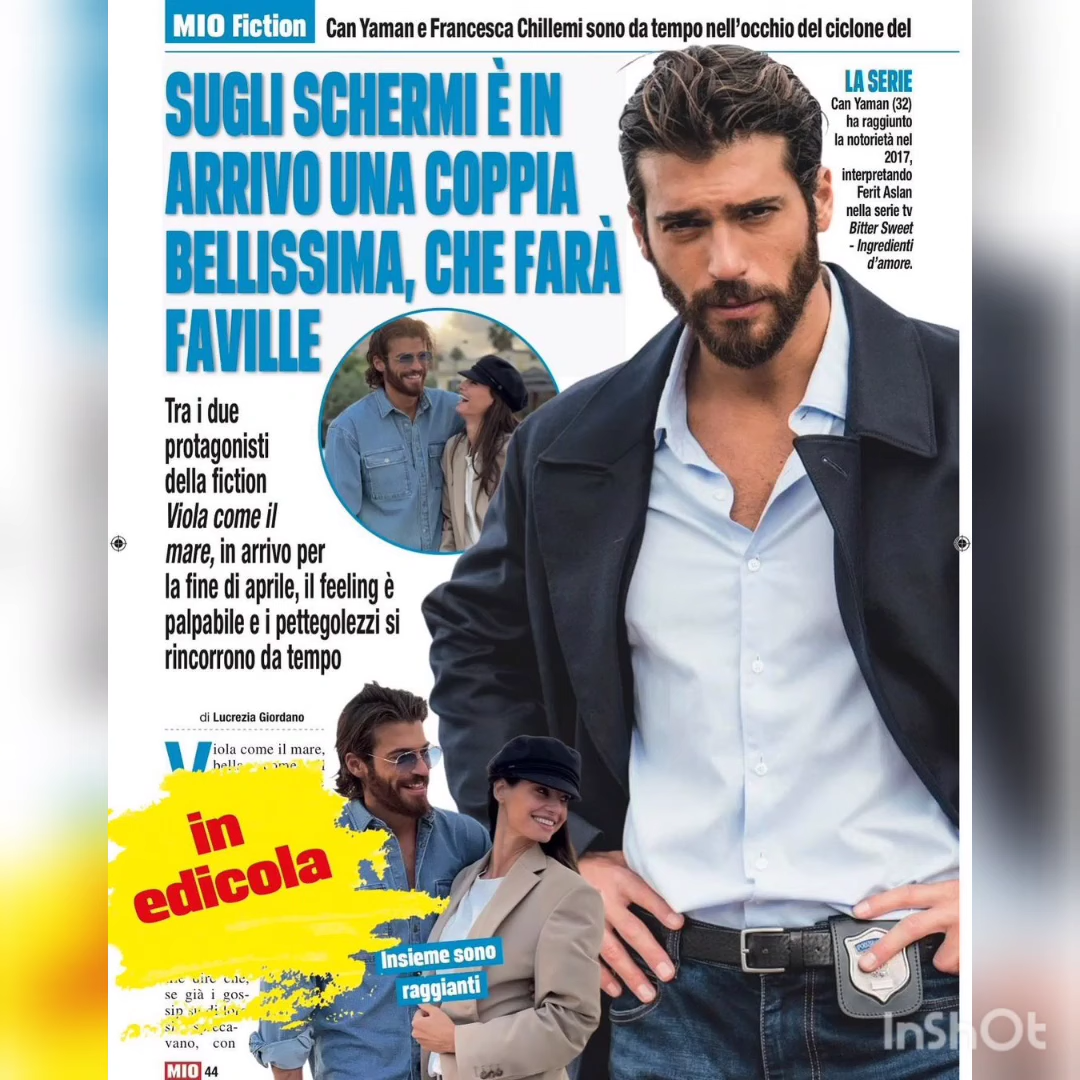 MIO Fiction
Can Yaman e Francesca Chillemi sono da tempo nell'occhio del ciclone del
SUGLI SCHERMI È IN
ARRIVO UNA COPPIA
BELLISSIMA, CHE FARÀ
FAVILLE
LA SERIE
Can Yaman (32)
ha raggiunto
la notorietà nel
2017,
interpretando
Ferit Aslan
nella serie tv
Bitter Sweet
- Ingredienti
d'amore.
Tra i due
protagonisti
della fiction
Viola come il
mare, in arrivo per
la fine di aprile, il feeling è
palpabile e i pettegolezzi si
rincorrono da tempo
di Lucrezia Giordano
Viola come il mare,
in
edicola
Insieme sono
raggianti
dire che,
se già i gos-
vano, con
MIO 44
InShOt